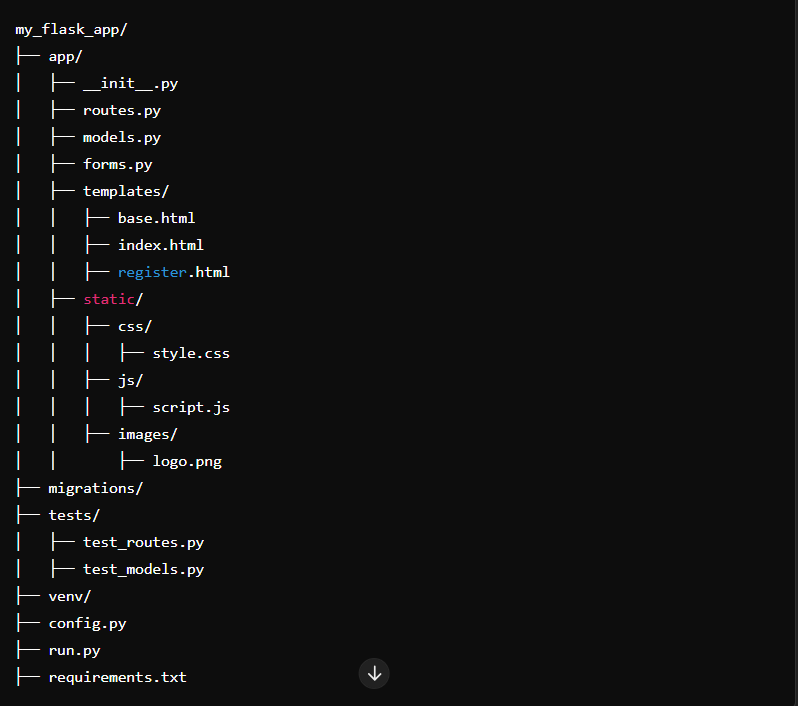 my_flask_app/
├── app/
│   ├── __init__.py
│   ├── routes.py
│   ├── models.py
│   ├── forms.py
│   ├── templates/
│   │   ├── base.html
│   │   ├── index.html
│   │   ├── register.html
│   ├── static/
│   │   ├── css/
│   │   │   ├── style.css
│   │   ├── js/
│   │   │   ├── script.js
│   │   ├── images/
│   │       ├── logo.png
├── migrations/
├── tests/
│   ├── test_routes.py
│   ├── test_models.py
├── venv/
├── config.py
├── run.py
├── requirements.txt